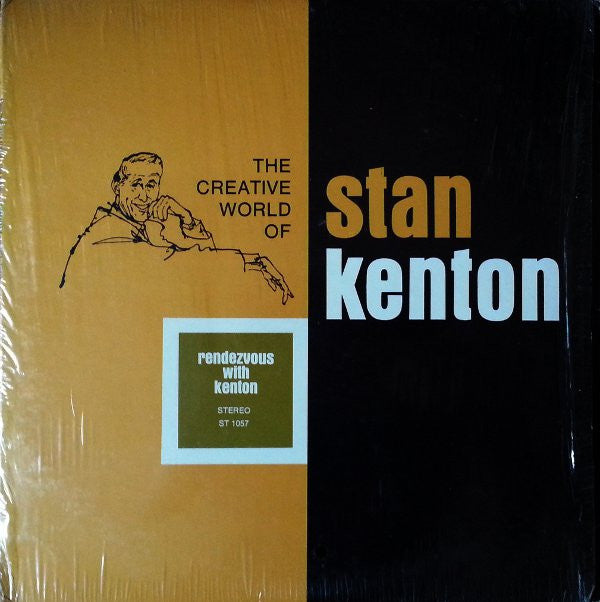 THE
CREATIVE
WORLD
OF
stan
kenton
rendezvous
with
kenton
STEREO
ST 1057